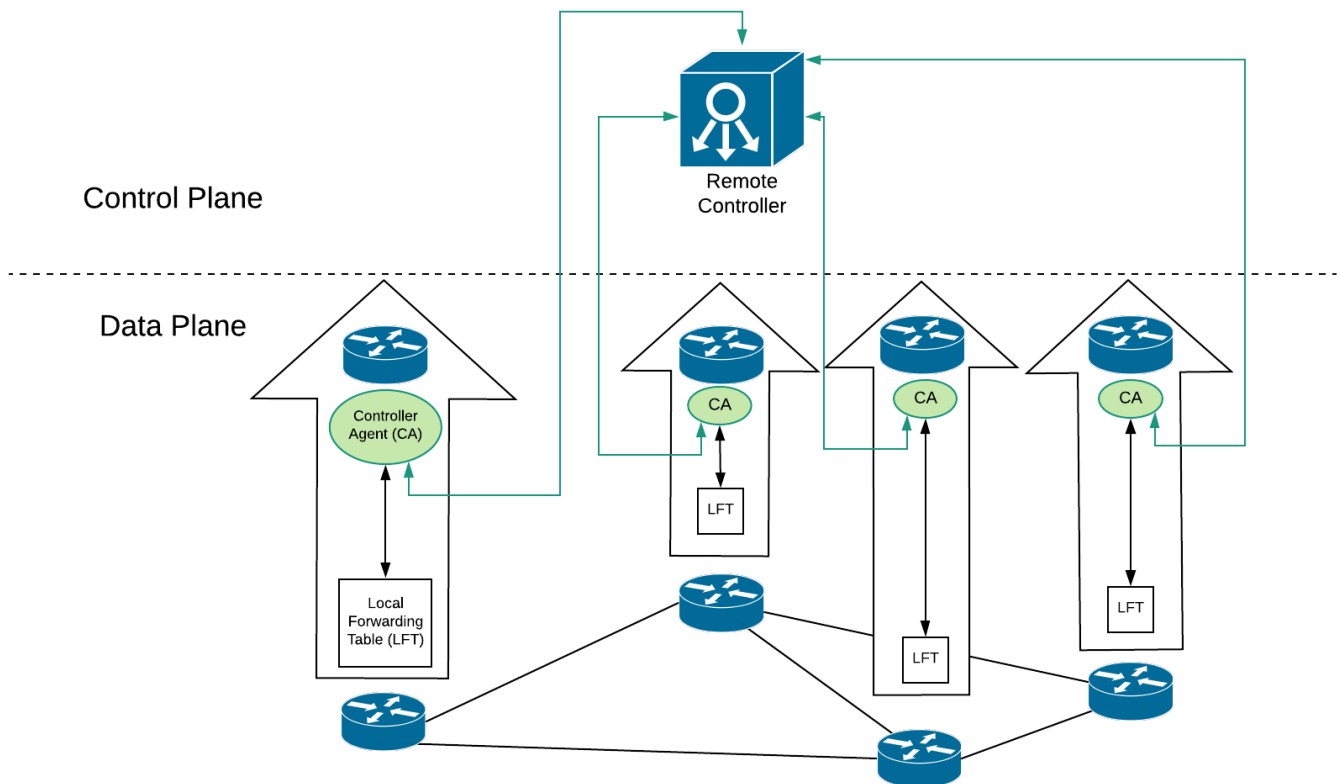 Remote
Controller
Control Plane
Data Plane
Controller
Agent (CA)
CA
CA
CA
LFT
Local
Forwarding
Table (LFT)
LFT
LFT